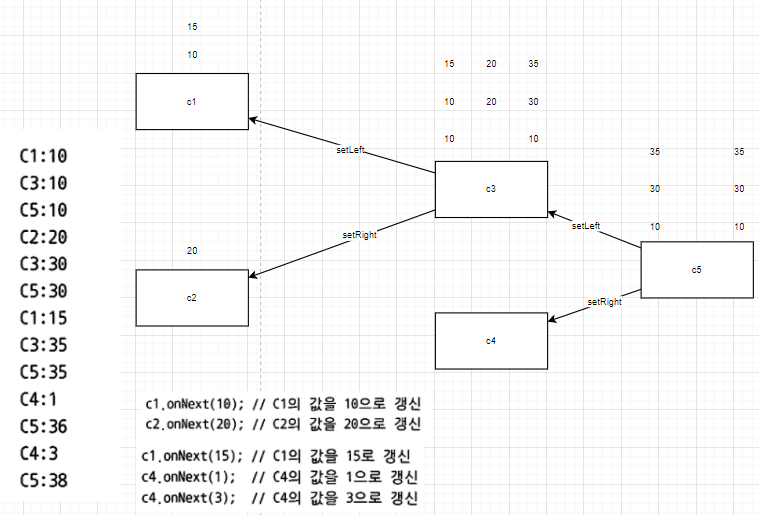 15
10
c1
15 20 35
10 20 30
10 10
setLeft
c3
setRight
20
c2
35 35
30 30
10 10
setLeft
c5
setRight
c4
C1:10
C3:10
C5:10
C2:20
C3:30
C5:30
C1:15
C3:35
C5:35
C4:1
C5:36
C4:3
C5:38
c1.onNext(10); // C1의 값을 10으로 갱신
c2.onNext(20); // C2의 값을 20으로 갱신
c1.onNext(15); // C1의 값을 15로 갱신
c4.onNext(1); // C4의 값을 1으로 갱신
c4.onNext(3); // C4의 값을 3으로 갱신